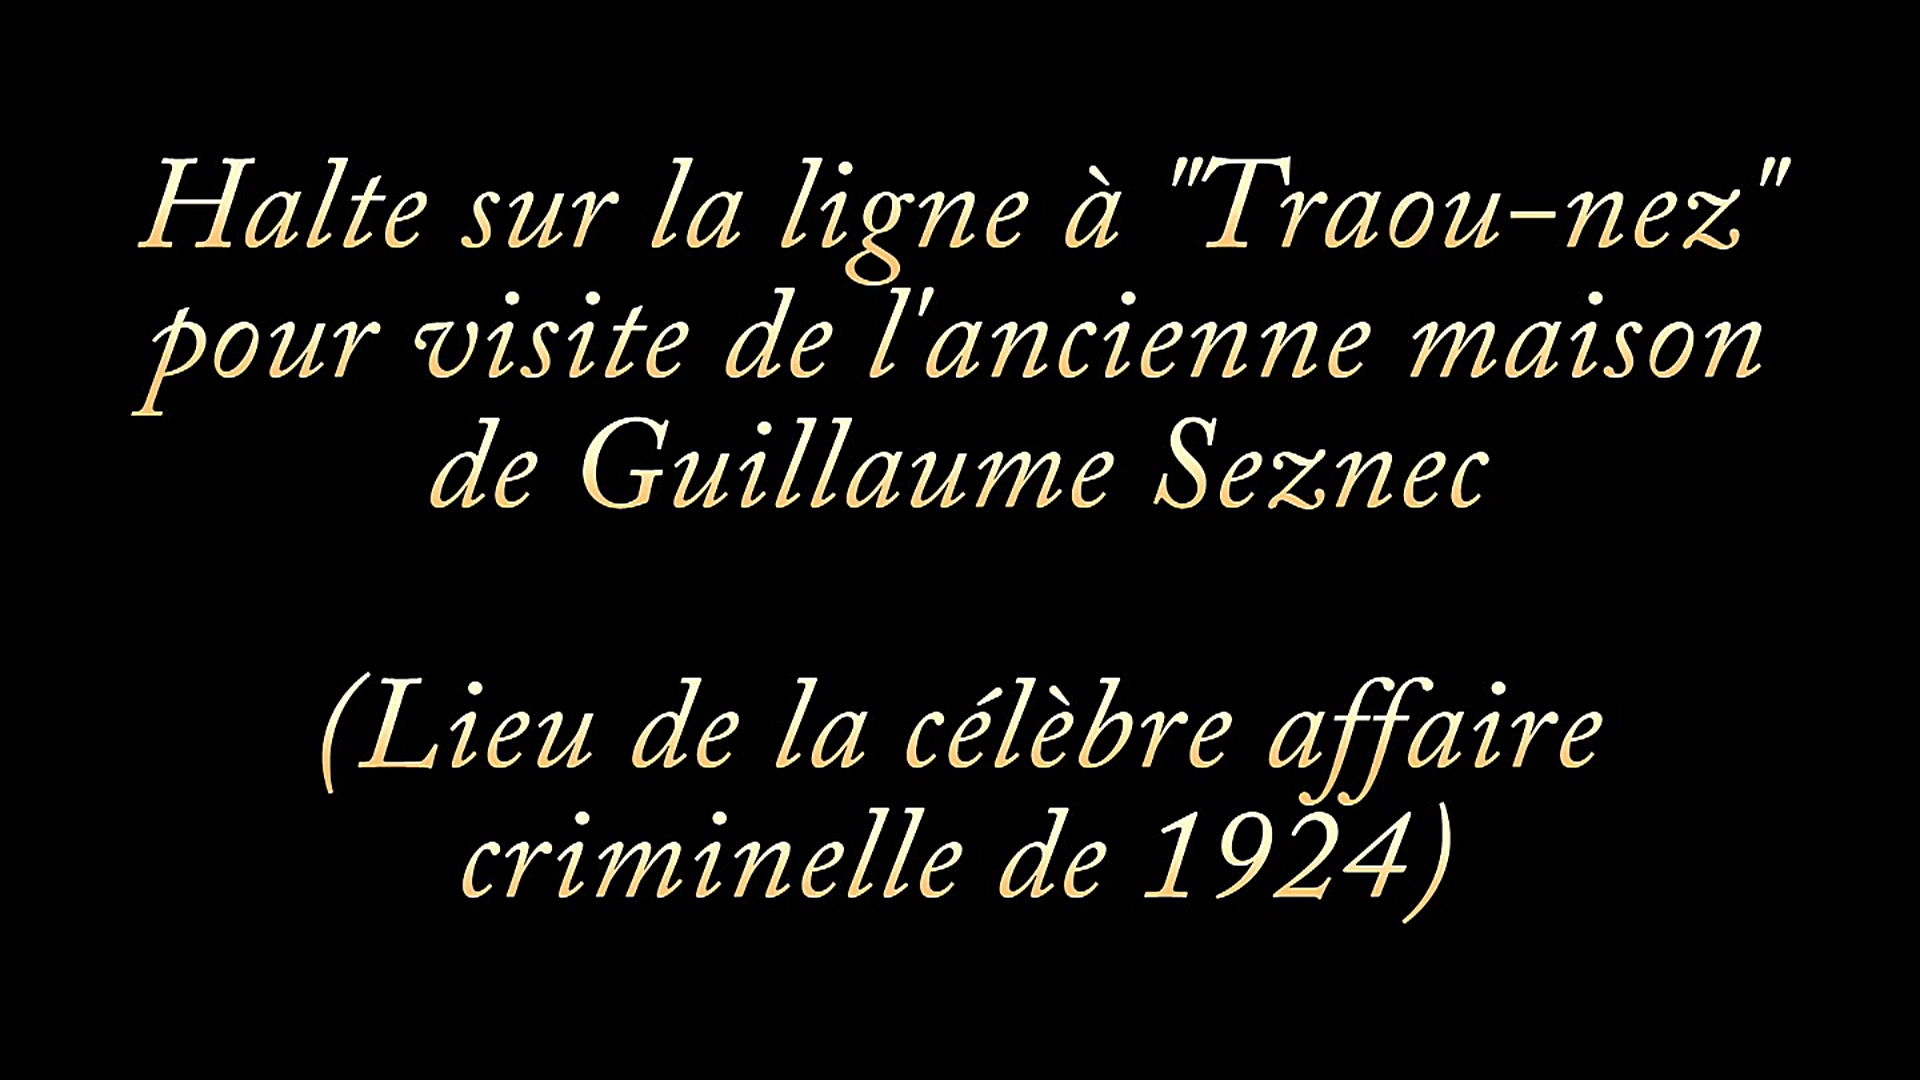 Halte sur la ligne à "Traou-nez"
pour visite de l'ancienne maison
de Guillaume Seznec
(Lieu de la célèbre affaire
criminelle de 1924)